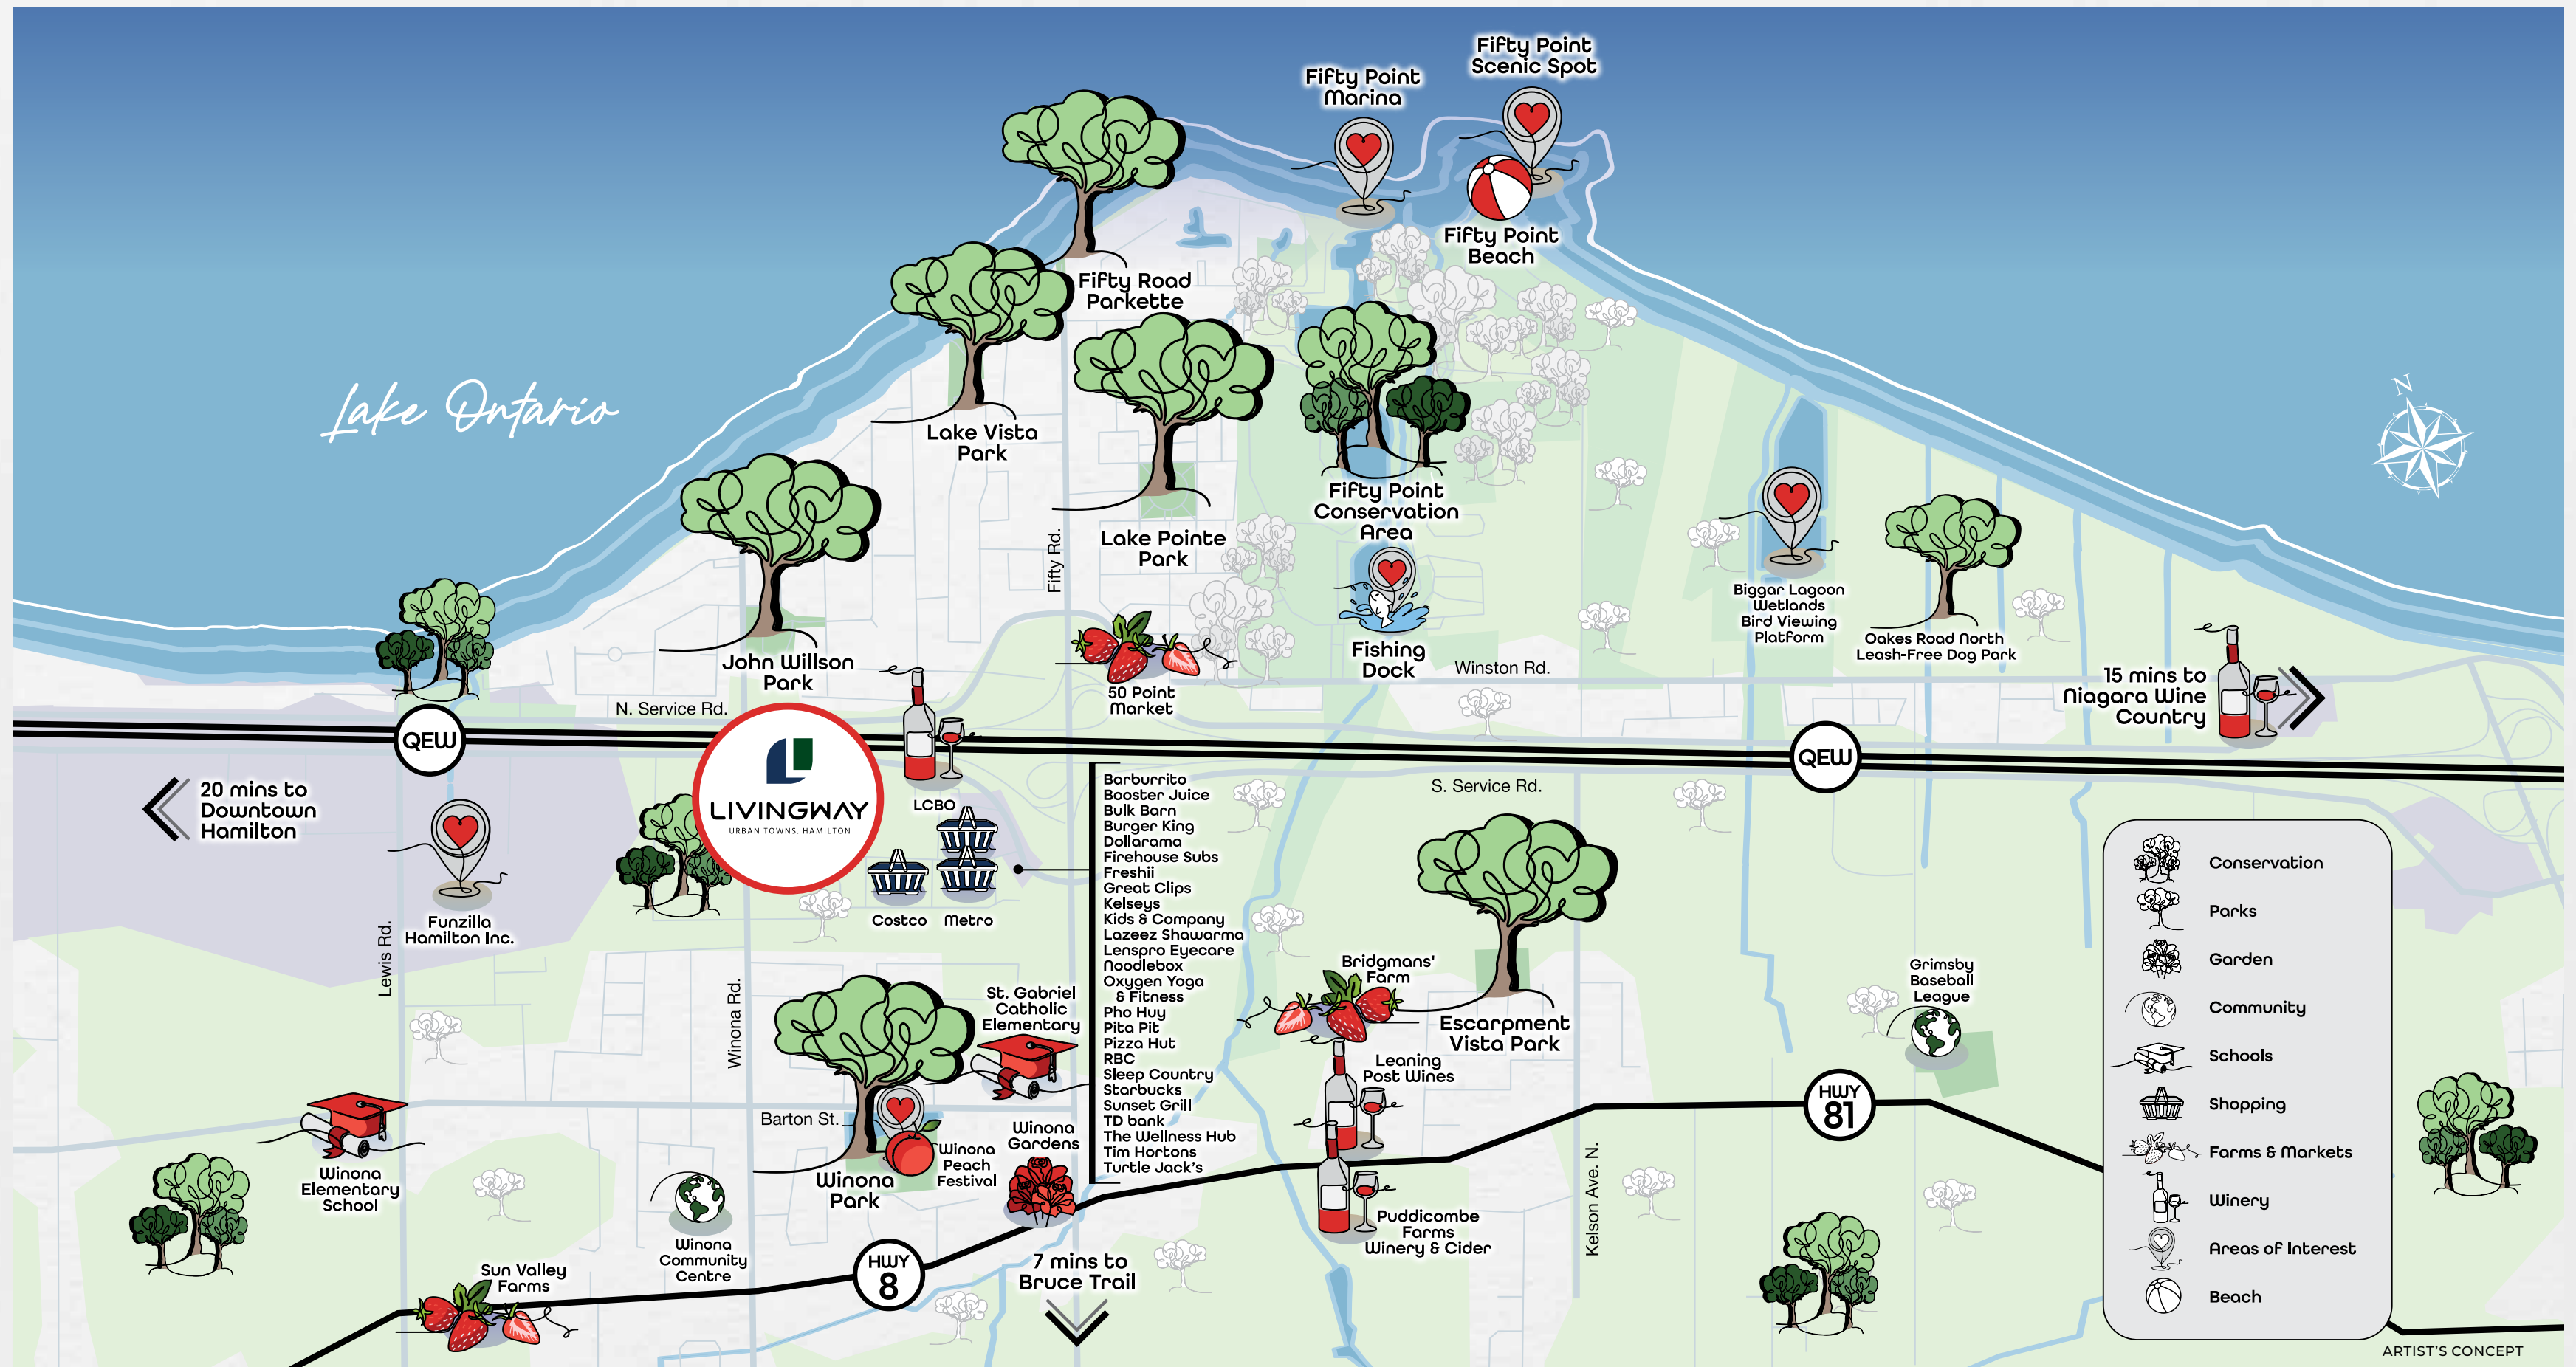 Fifty Point
Scenic Spot
Fifty Point
Marina
Fifty Point
Beach
Fifty Road
Parkette
Lake Ontario
N
Lake Vista
Park
Fifty Point
Conservation
Area
Lake Pointe
Park
Fifty Rd.
Biggar Lagoon
Wetlands
Bird Viewing
Platform
Oakes Road North
Leash-Free Dog Park
John Willson
Park
Fishing
Dock
Winston Rd.
50 Point
Market
15 mins to
Niagara Wine
Country
N. Service Rd.
QEW
QEW
LIVINGWAY
URBAN TOWNS. HAMILTON
20 mins to
Downtown
Hamilton
S. Service Rd.
LCBO
Costco
Metro
Funzilla
Hamilton Inc.
Lewis Rd.
Winona Rd.
Barburrito
Booster Juice
Bulk Barn
Burger King
Dollarama
Firehouse Subs
Freshii
Great Clips
Kelseys
Kids & Company
Lazeez Shawarma
Lenspro Eyecare
Noodlebox
Oxygen Yoga
& Fitness
Pho Huy
Pita Pit
Pizza Hut
RBC
Sleep Country
Starbucks
Sunset Grill
TD bank
The Wellness Hub
Tim Hortons
Turtle Jack's
Bridgmans'
Farm
Escarpment
Vista Park
Grimsby
Baseball
League
St. Gabriel
Catholic
Elementary
Leaning
Post Wines
HWY
81
Barton St.
Winona
Gardens
Winona
Peach
Festival
Winona
Park
Winona
Elementary
School
Kelson Ave. N.
Puddicombe
Farms
Winery & Cider
Winona
Community
Centre
HWY
8
7 mins to
Bruce Trail
Sun Valley
Farms
Conservation
Parks
Garden
Community
Schools
Shopping
Farms & Markets
Winery
Areas of Interest
Beach
ARTIST'S CONCEPT